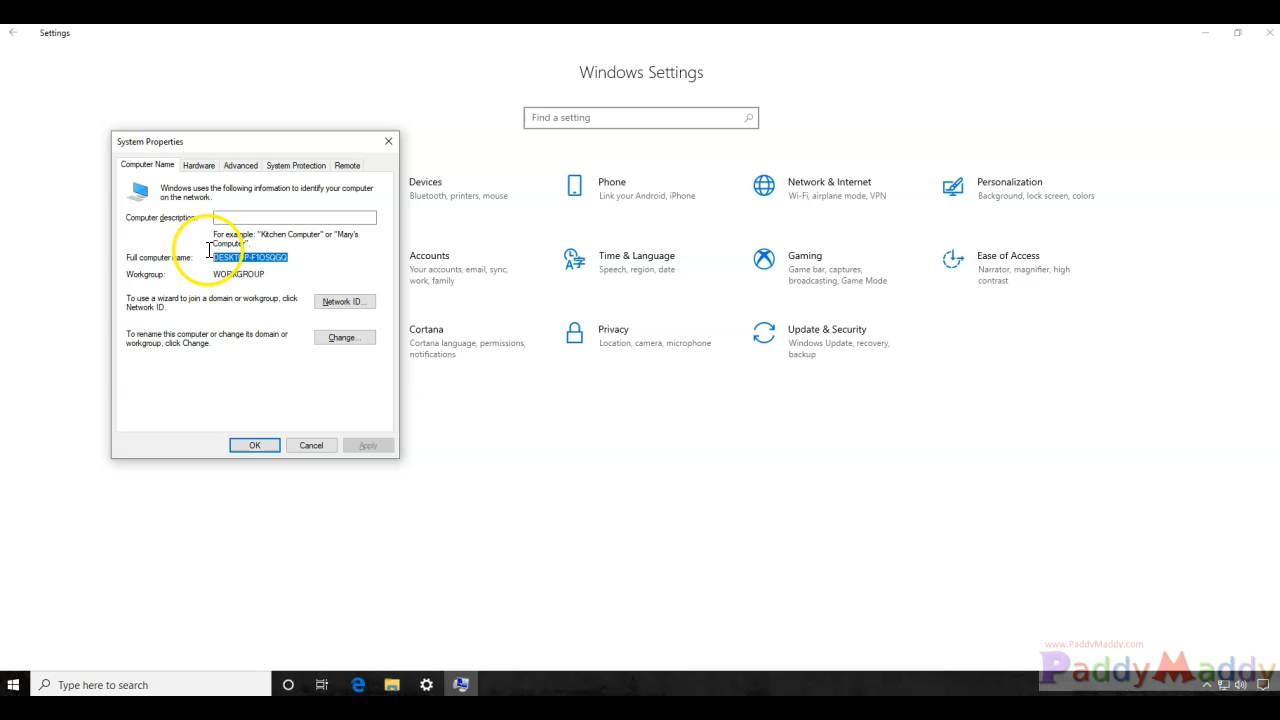 Settings
Windows Settings
Find a setting
System Properties
Computer Name
Hardware
Advanced
System Protection
Remote
Windows uses the following information to identify your computer
on the network.
Computer description:
For example: "Kitchen Computer" or "Mary's
Computer".
Full computer name:
DESKTOP-F1OSQGQ
Workgroup:
WORKGROUP
To use a wizard to join a domain or workgroup, click
Network ID.
Network ID...
To rename this computer or change its domain or
workgroup, click Change.
Change...
OK
Cancel
Apply
Devices
Bluetooth, printers, mouse
Phone
Link your Android, iPhone
Network & Internet
Wi-Fi, airplane mode, VPN
Personalization
Background, lock screen, colors
Accounts
Your accounts, email, sync,
work, family
Time & Language
Speech, region, date
Gaming
Game bar, captures,
broadcasting, Game Mode
Ease of Access
Narrator, magnifier, high
contrast
Cortana
Cortana language, permissions,
notifications
Privacy
Location, camera, microphone
Update & Security
Windows Update, recovery,
backup
www.PaddyMaddy.com
PaddyMaddy
Type here to search